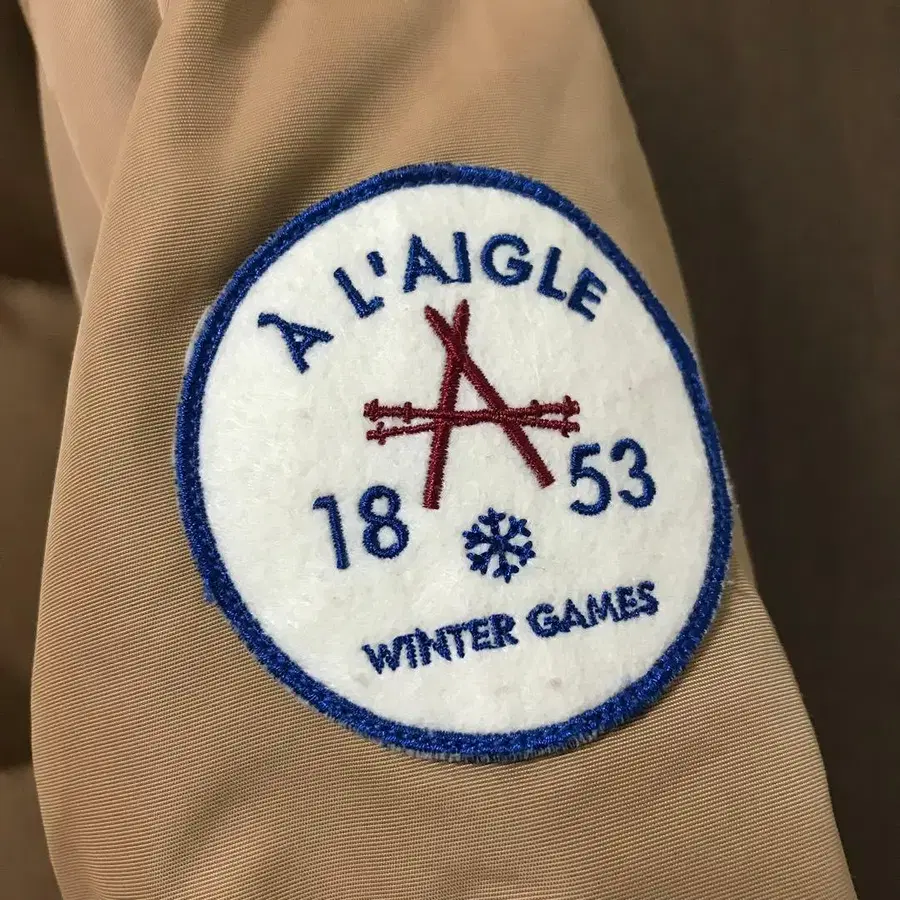 À L'AIGLE
18 53
WINTER GAMES